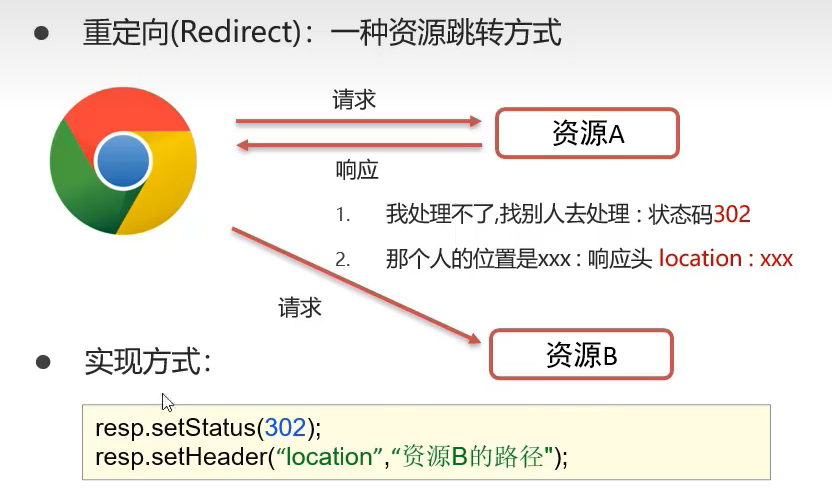 ● 重定向(Redirect)：一种资源跳转方式
请求
资源A
响应
1. 我处理不了,找别人去处理 : 状态码302
2. 那个人的位置是xxx : 响应头 location : xxx
请求
资源B
● 实现方式：
resp.setStatus(302);
resp.setHeader(“location”,“资源B的路径");